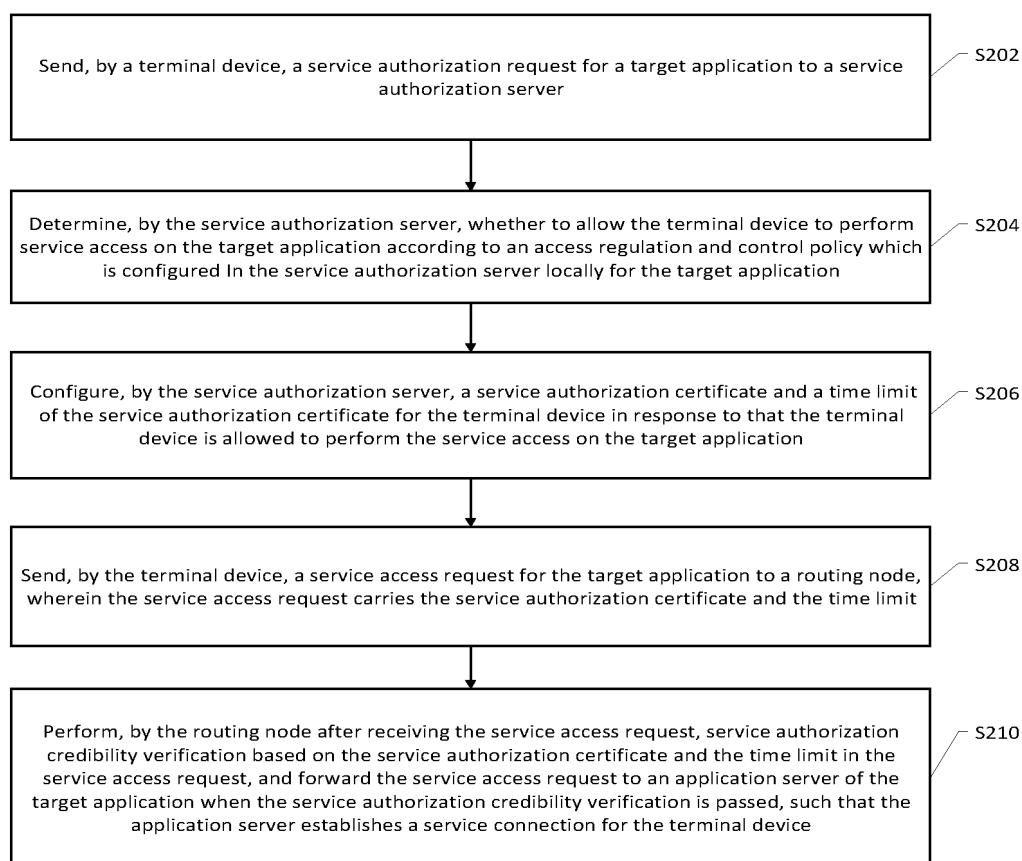 Send, by a terminal device, a service authorization request for a target application to a service
authorization server
S202
Determine, by the service authorization server, whether to allow the terminal device to perform
service access on the target application according to an access regulation and control policy which
is configured In the service authorization server locally for the target application
S204
Configure, by the service authorization server, a service authorization certificate and a time limit
of the service authorization certificate for the terminal device in response to that the terminal
device is allowed to perform the service access on the target application
S206
Send, by the terminal device, a service access request for the target application to a routing node,
wherein the service access request carries the service authorization certificate and the time limit
S208
Perform, by the routing node after receiving the service access request, service authorization
credibility verification based on the service authorization certificate and the time limit in the
service access request, and forward the service access request to an application server of the
target application when the service authorization credibility verification is passed, such that the
application server establishes a service connection for the terminal device
S210